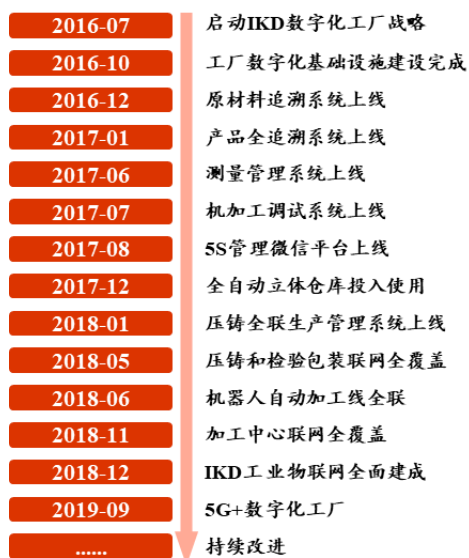 2016-07 启动IKD数字化工厂战略
2016-10 工厂数字化基础设施建设完成
2016-12 原材料追溯系统上线
2017-01 产品全追溯系统上线
2017-06 测量管理系统上线
2017-07 机加工调试系统上线
2017-08 5S管理微信平台上线
2017-12 全自动立体仓库投入使用
2018-01 压铸全联生产管理系统上线
2018-05 压铸和检验包装联网全覆盖
2018-06 机器人自动加工线全联
2018-11 加工中心联网全覆盖
2018-12 IKD工业物联网全面建成
2019-09 5G+数字化工厂
...... 持续改进